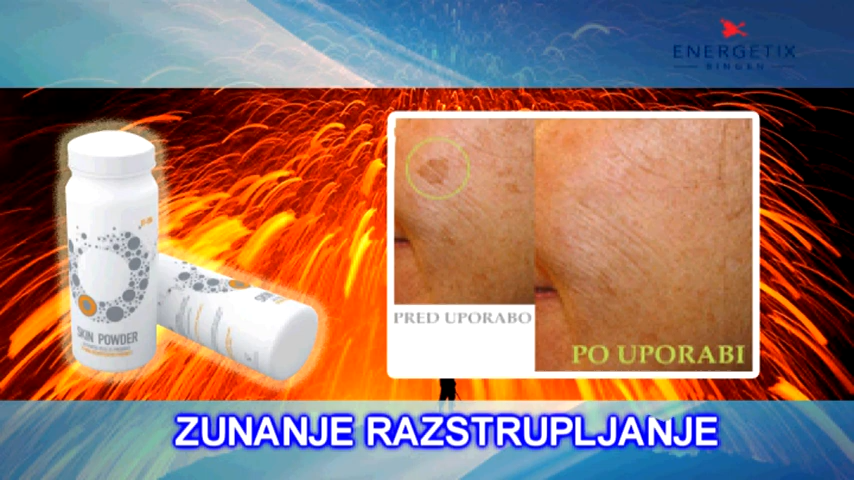 ENERGETIX
BINGEN
SKIN POWDER
PRED UPORABO
PO UPORABI
ZUNANJE RAZSTRUPLJANJE